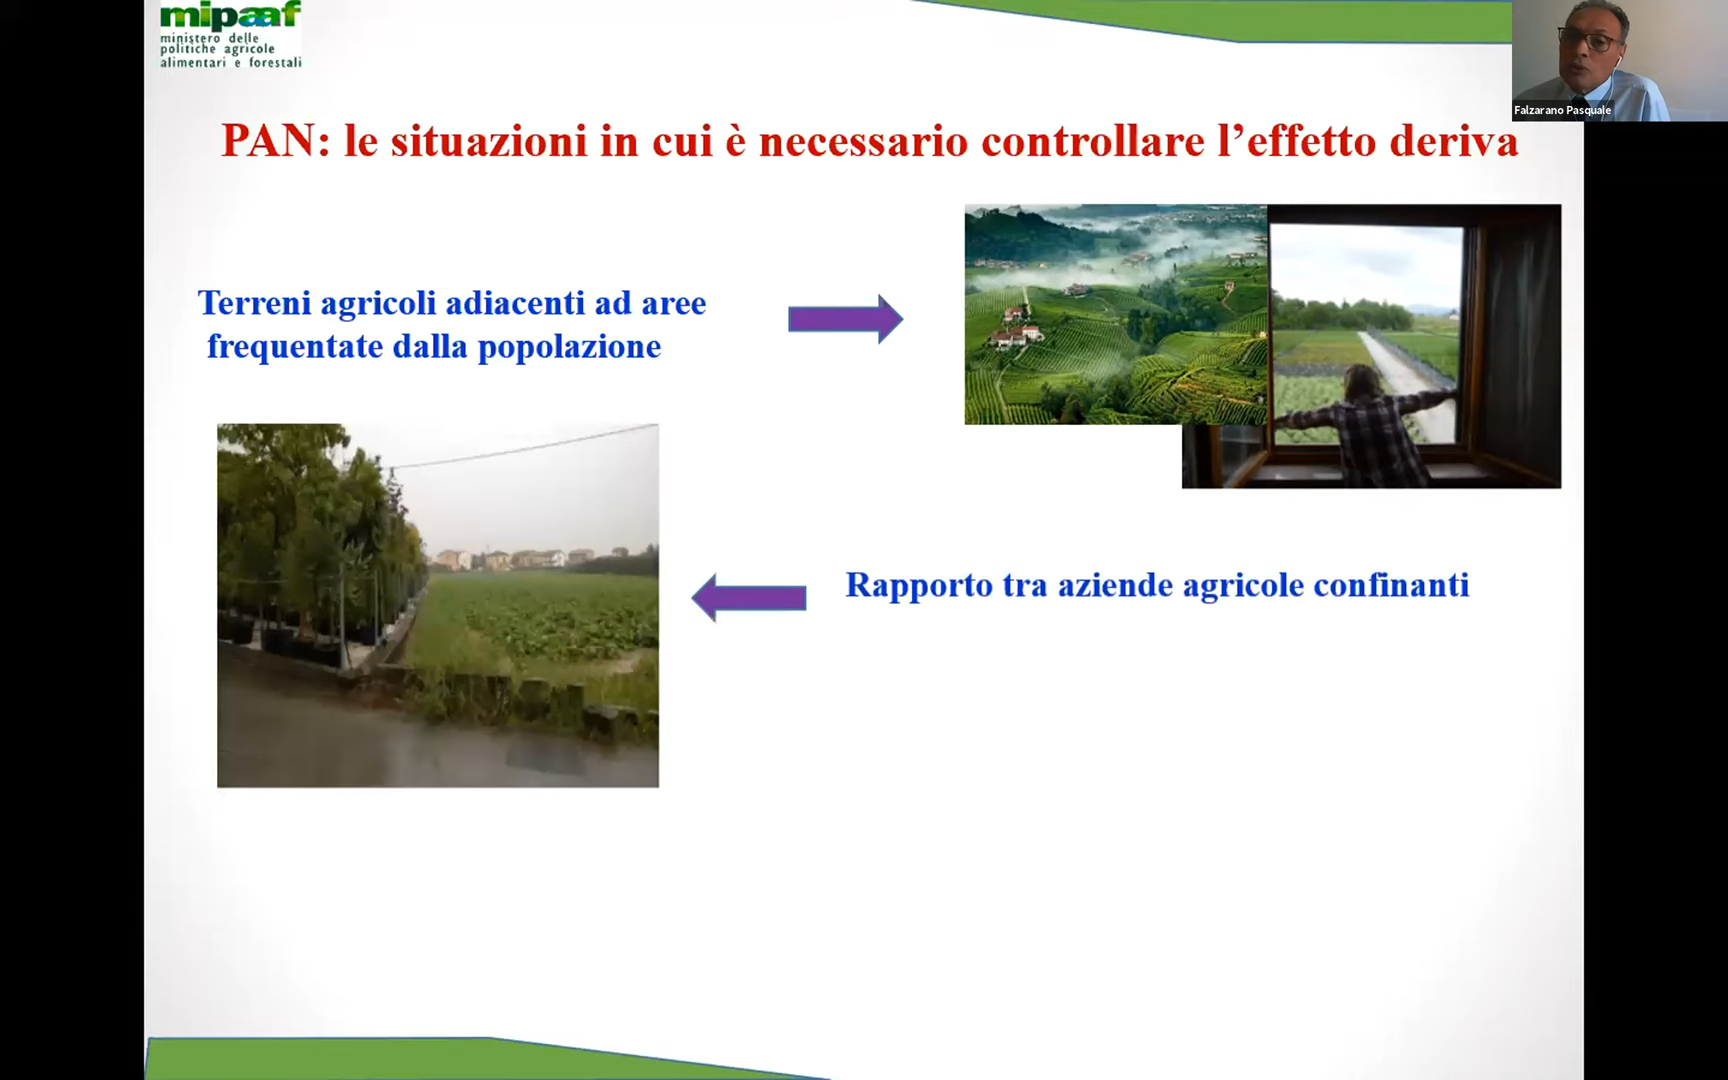 mipaaf
ministero delle
politiche agricole
alimentari e forestali
Falzarano Pasquale
PAN: le situazioni in cui è necessario controllare l’effetto deriva
Terreni agricoli adiacenti ad aree
frequentate dalla popolazione
Rapporto tra aziende agricole confinanti